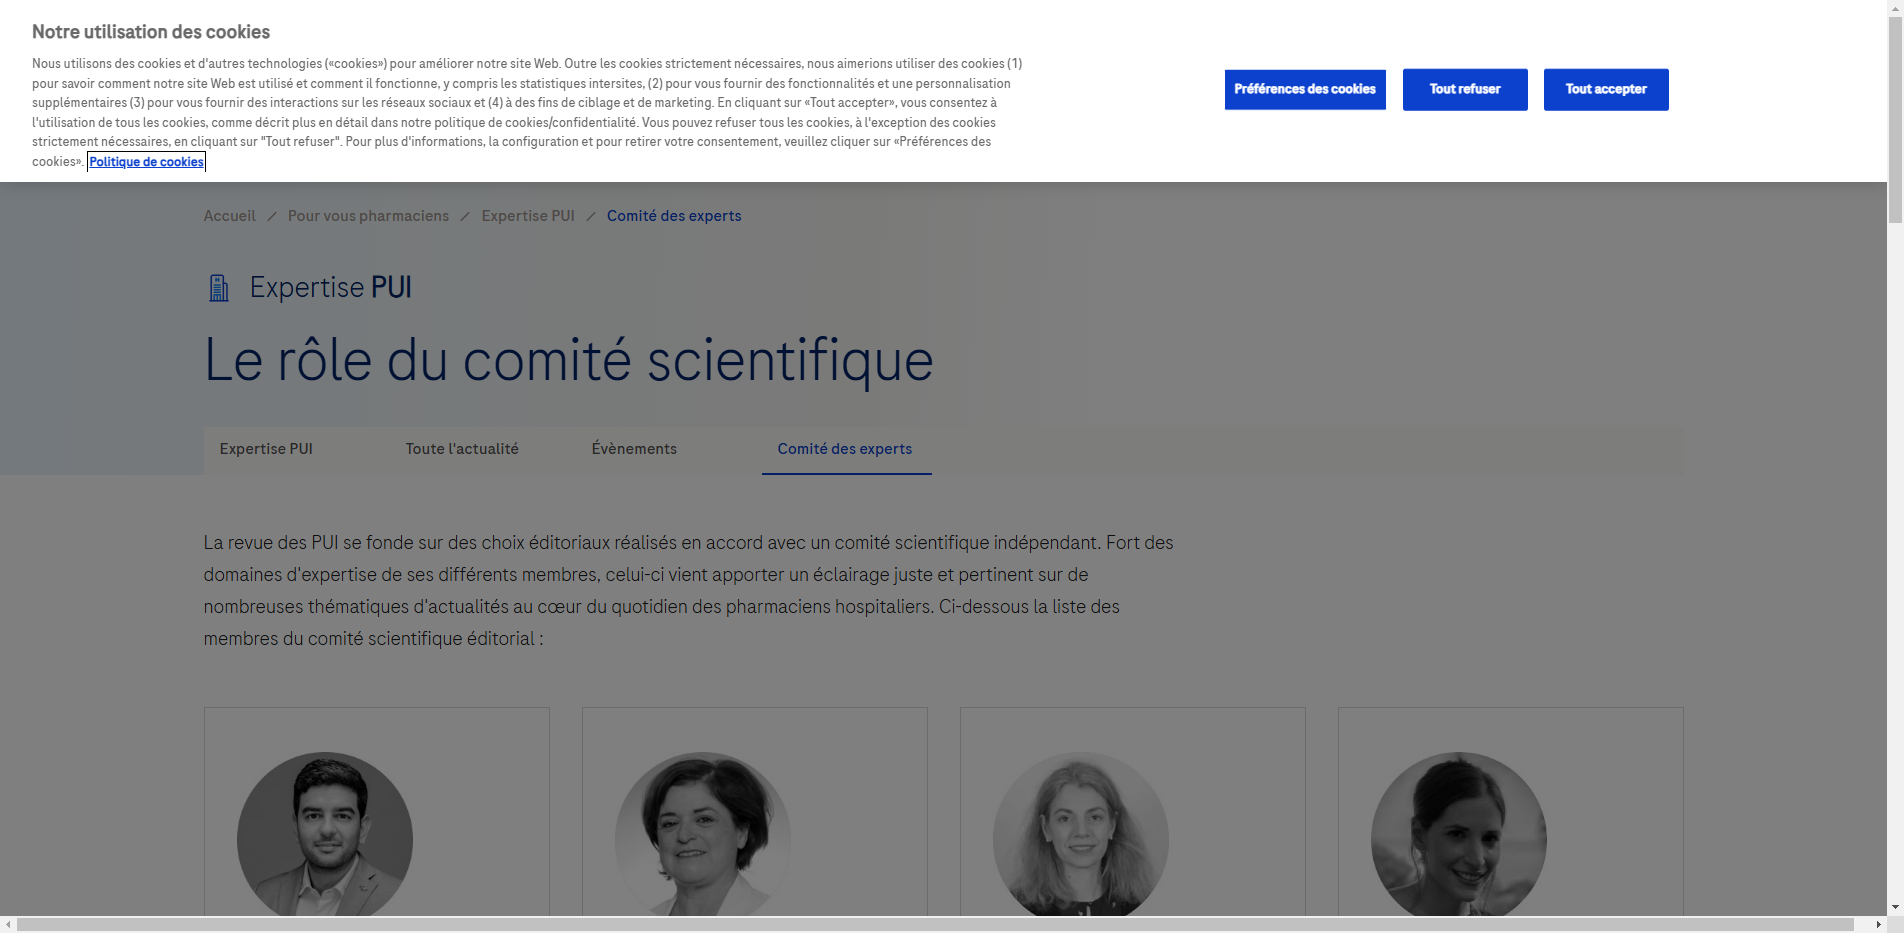 Notre utilisation des cookies
Nous utilisons des cookies et d'autres technologies («cookies») pour améliorer notre site Web. Outre les cookies strictement nécessaires, nous aimerions utiliser des cookies (1)
pour savoir comment notre site Web est utilisé et comment il fonctionne, y compris les statistiques intersites, (2) pour vous fournir des fonctionnalités et une personnalisation
supplémentaires (3) pour vous fournir des interactions sur les réseaux sociaux et (4) à des fins de ciblage et de marketing. En cliquant sur «Tout accepter», vous consentez à
l'utilisation de tous les cookies, comme décrit plus en détail dans notre politique de cookies/confidentialité. Vous pouvez refuser tous les cookies, à l'exception des cookies
strictement nécessaires, en cliquant sur "Tout refuser". Pour plus d'informations, la configuration et pour retirer votre consentement, veuillez cliquer sur «Préférences des
cookies». Politique de cookies
Préférences des cookies
Tout refuser
Tout accepter
Accueil / Pour vous pharmaciens / Expertise PUI / Comité des experts
Expertise PUI
Le rôle du comité scientifique
Expertise PUI
Toute l'actualité
Évènements
Comité des experts
La revue des PUI se fonde sur des choix éditoriaux réalisés en accord avec un comité scientifique indépendant. Fort des
domaines d'expertise de ses différents membres, celui-ci vient apporter un éclairage juste et pertinent sur de
nombreuses thématiques d'actualités au cœur du quotidien des pharmaciens hospitaliers. Ci-dessous la liste des
membres du comité scientifique éditorial :